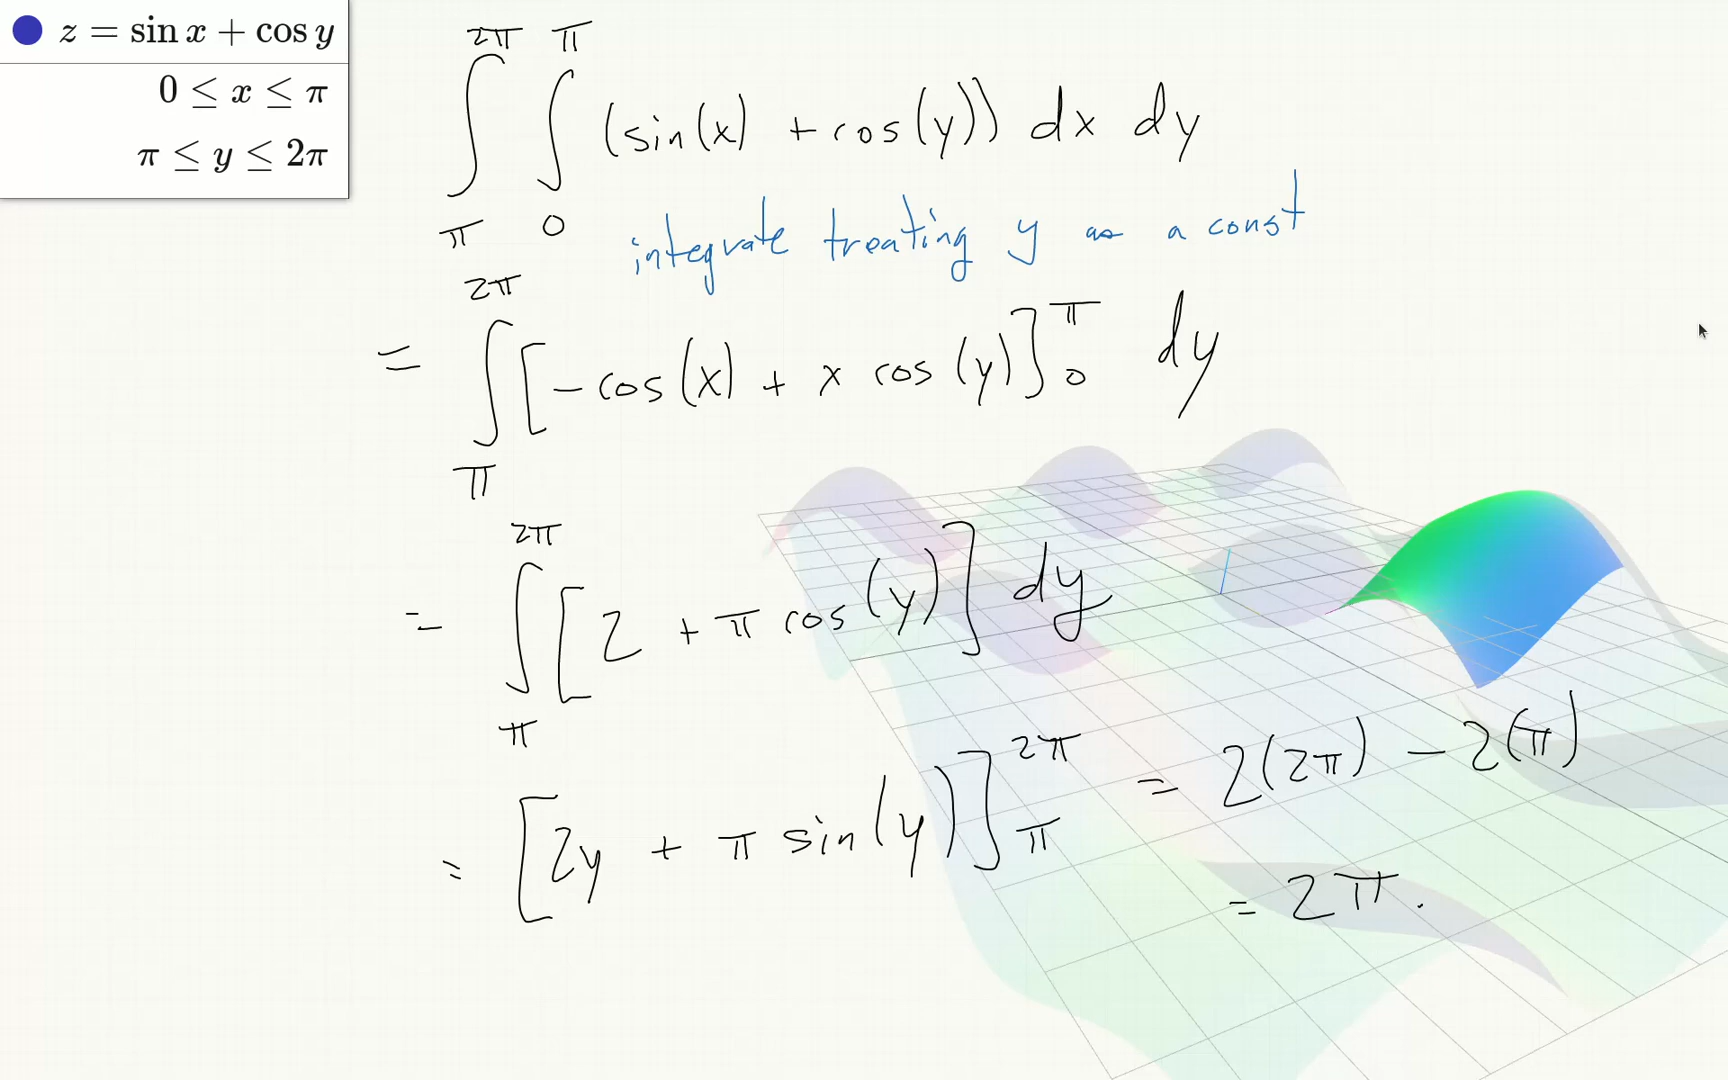 z = sin x + cos y
0 ≤ x ≤ π
π ≤ y ≤ 2π
∫_π^{2π} ∫_0^π (sin(x) + cos(y)) dx dy
integrate treating y as a const
= ∫_π^{2π} [-cos(x) + x cos(y)]_0^π dy
= ∫_π^{2π} [2 + π cos(y)] dy
= [2y + π sin(y)]_π^{2π} = 2(2π) - 2(π)
= 2π.